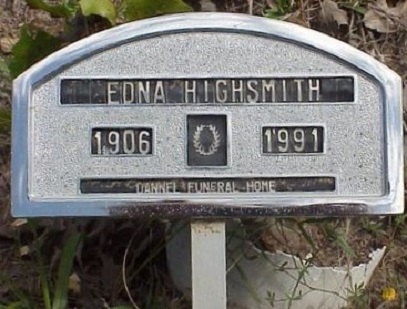 EDNA HIGHSMITH
1906 1991
DANNEL FUNERAL HOME